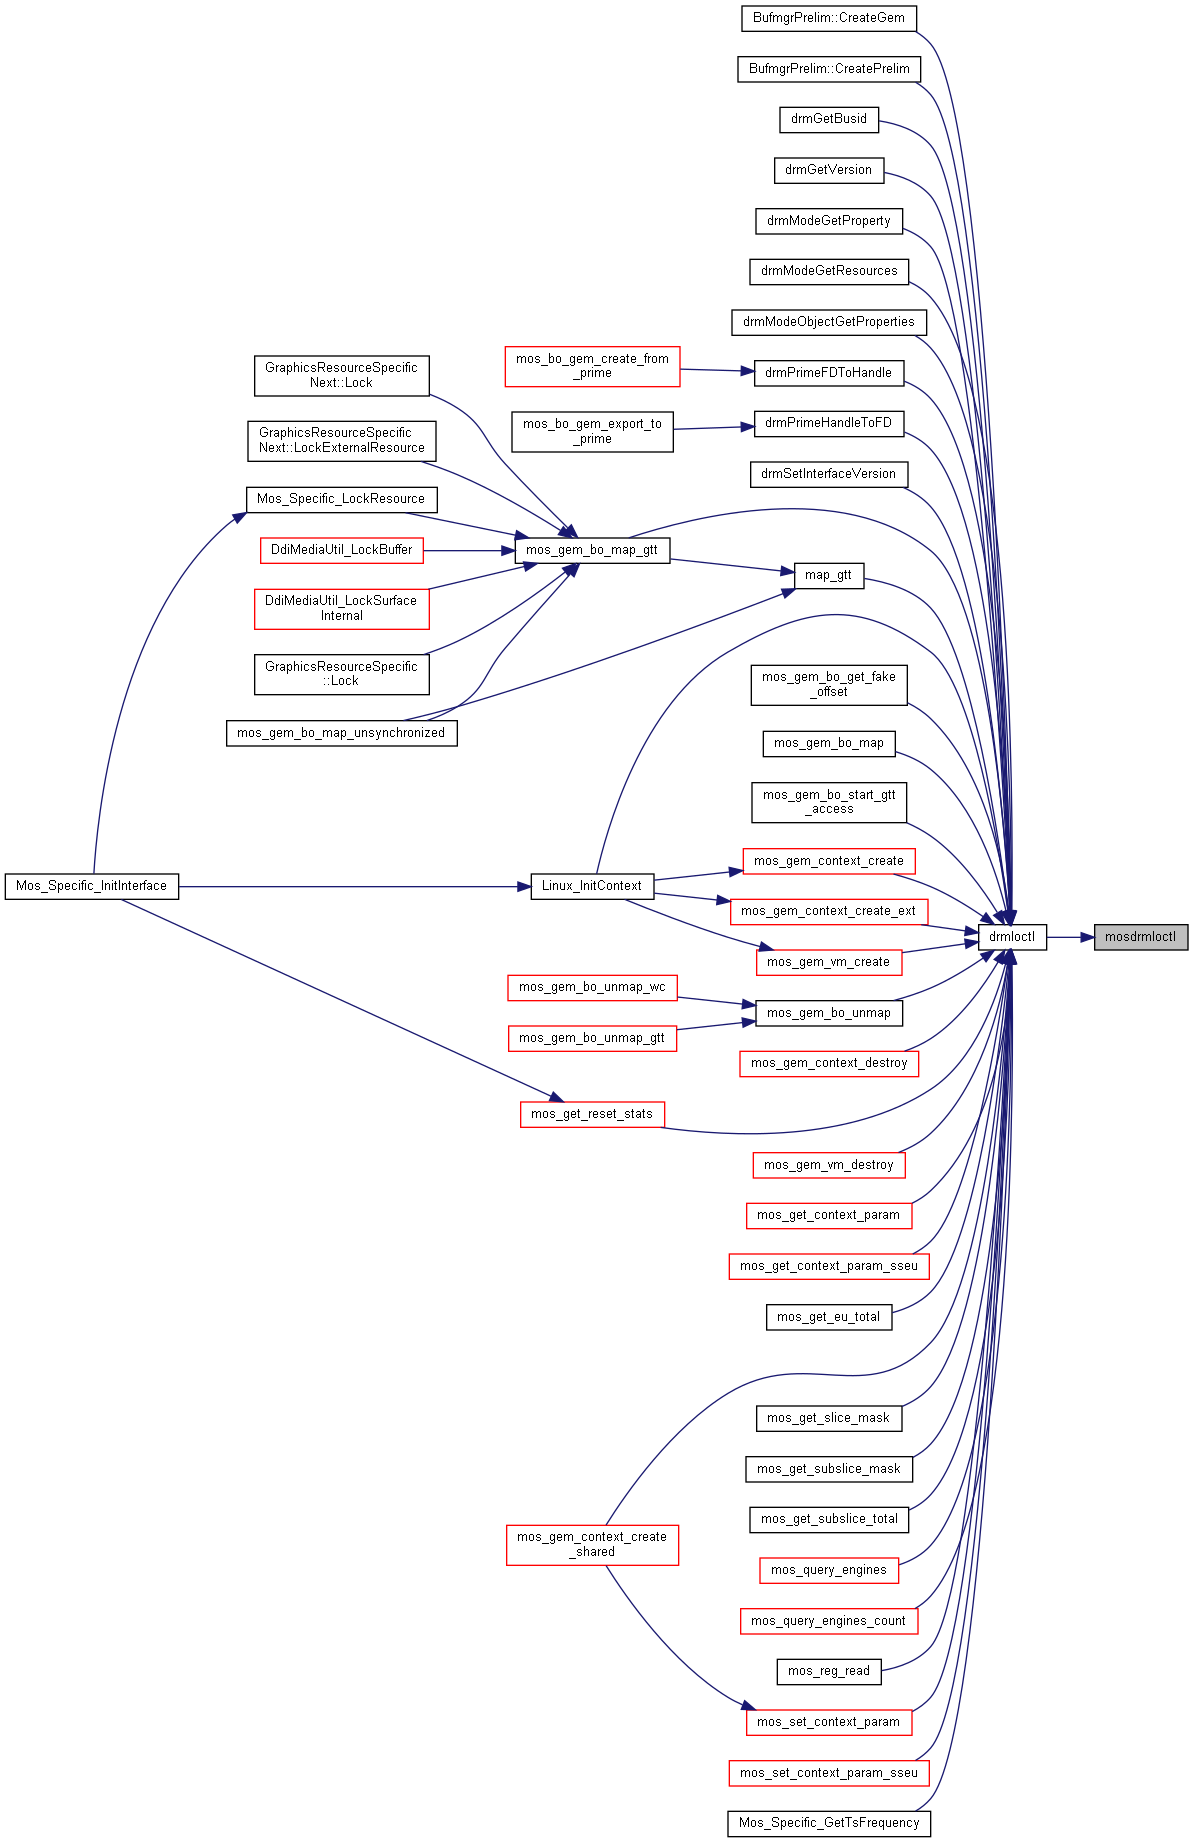 BufmgrPrelim::CreateGem
BufmgrPrelim::CreatePrelim
drmGetBusid
drmGetVersion
drmModeGetProperty
drmModeGetResources
drmModeObjectGetProperties
mos_bo_gem_create_from
_prime
drmPrimeFDToHandle
GraphicsResourceSpecific
Next::Lock
mos_bo_gem_export_to
_prime
drmPrimeHandleToFD
GraphicsResourceSpecific
Next::LockExternalResource
drmSetInterfaceVersion
Mos_Specific_LockResource
DdiMediaUtil_LockBuffer
mos_gem_bo_map_gtt
map_gtt
DdiMediaUtil_LockSurface
Internal
GraphicsResourceSpecific
::Lock
mos_gem_bo_get_fake
_offset
mos_gem_bo_map_unsynchronized
mos_gem_bo_map
mos_gem_bo_start_gtt
_access
mos_gem_context_create
Mos_Specific_InitInterface
Linux_InitContext
mos_gem_context_create_ext
drmIoctl
mosdrmIoctl
mos_gem_vm_create
mos_gem_bo_unmap_wc
mos_gem_bo_unmap
mos_gem_bo_unmap_gtt
mos_gem_context_destroy
mos_get_reset_stats
mos_gem_vm_destroy
mos_get_context_param
mos_get_context_param_sseu
mos_get_eu_total
mos_get_slice_mask
mos_get_subslice_mask
mos_get_subslice_total
mos_gem_context_create
_shared
mos_query_engines
mos_query_engines_count
mos_reg_read
mos_set_context_param
mos_set_context_param_sseu
Mos_Specific_GetTsFrequency